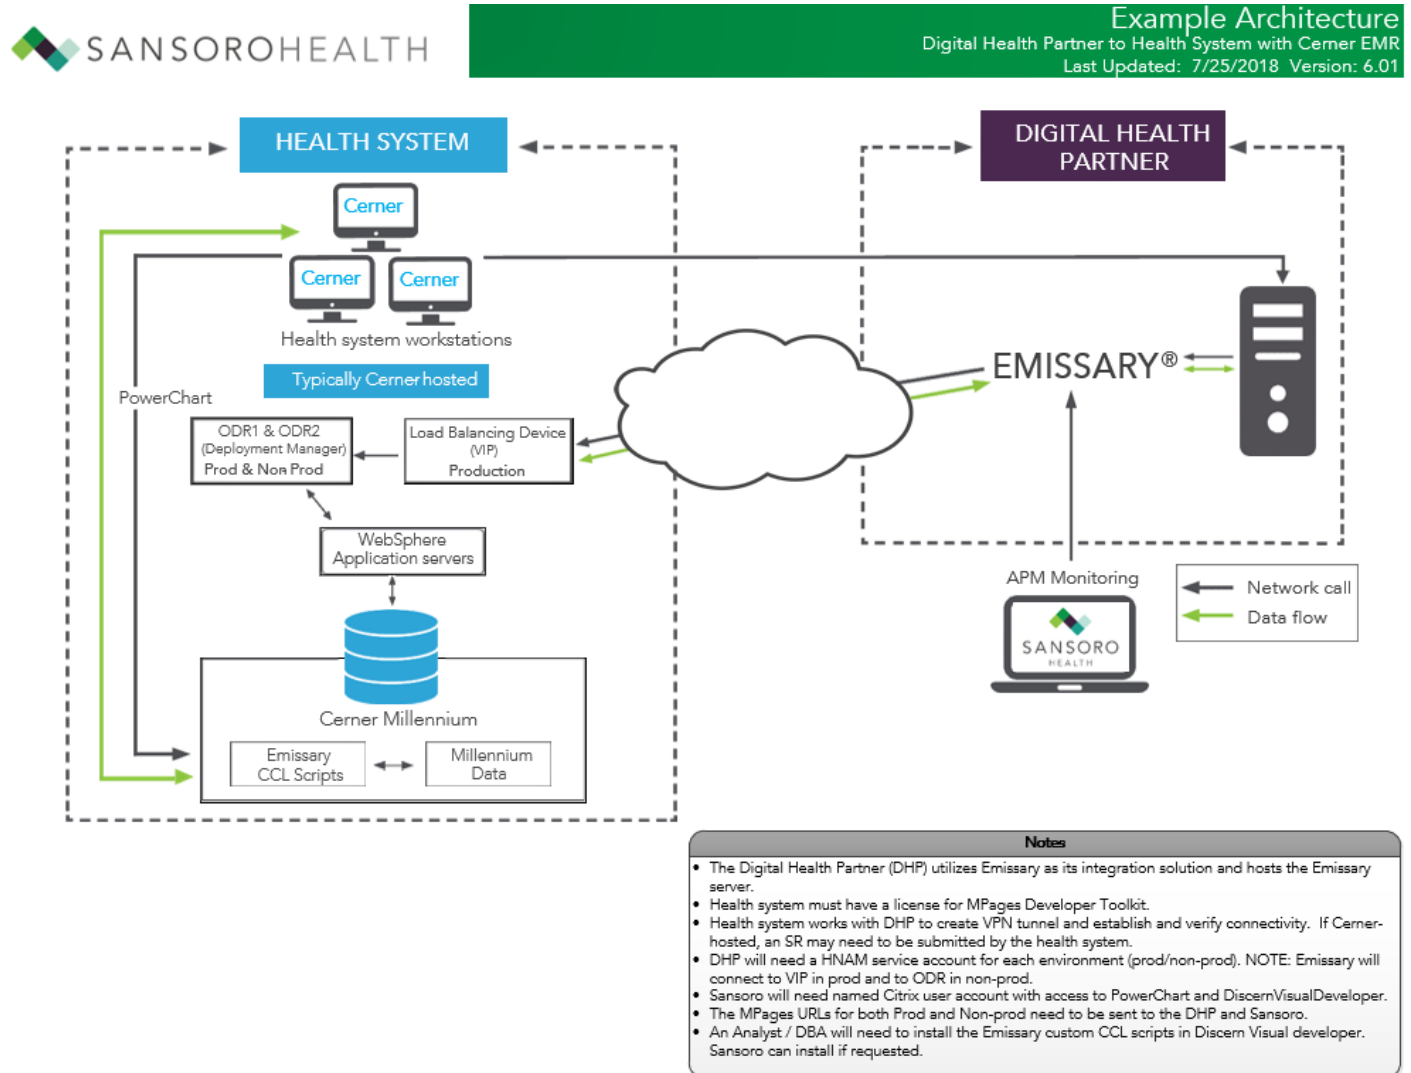 SANSOROHEALTH
Example Architecture
Digital Health Partner to Health System with Cerner EMR
Last Updated: 7/25/2018 Version: 6.01
HEALTH SYSTEM
DIGITAL HEALTH
PARTNER
Cerner
Cerner
Cerner
Health system workstations
Typically Cerner hosted
PowerChart
ODR1 & ODR2
(Deployment Manager)
Prod & Non Prod
Load Balancing Device
(VIP)
Production
EMISSARY®
WebSphere
Application servers
APM Monitoring
SANSORO
HEALTH
Network call
Data flow
Cerner Millennium
Emissary
CCL Scripts
Millennium
Data
Notes
• The Digital Health Partner (DHP) utilizes Emissary as its integration solution and hosts the Emissary
server.
• Health system must have a license for MPages Developer Toolkit.
• Health system works with DHP to create VPN tunnel and establish and verify connectivity. If Cerner-
hosted, an SR may need to be submitted by the health system.
• DHP will need a HNAM service account for each environment (prod/non-prod). NOTE: Emissary will
connect to VIP in prod and to ODR in non-prod.
• Sansoro will need named Citrix user account with access to PowerChart and DiscernVisualDeveloper.
• The MPages URLs for both Prod and Non-prod need to be sent to the DHP and Sansoro.
• An Analyst / DBA will need to install the Emissary custom CCL scripts in Discern Visual developer.
Sansoro can install if requested.